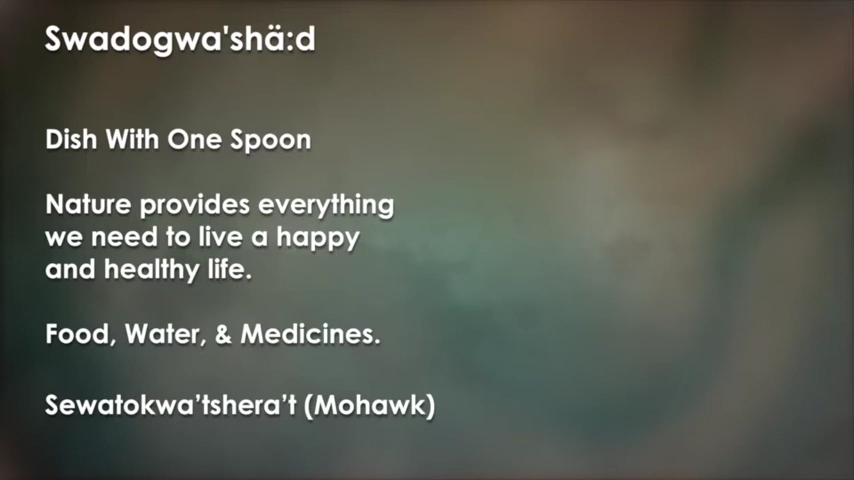 Swadogwa'shä:d
Dish With One Spoon
Nature provides everything
we need to live a happy
and healthy life.
Food, Water, & Medicines.
Sewatokwa’tshera’t (Mohawk)